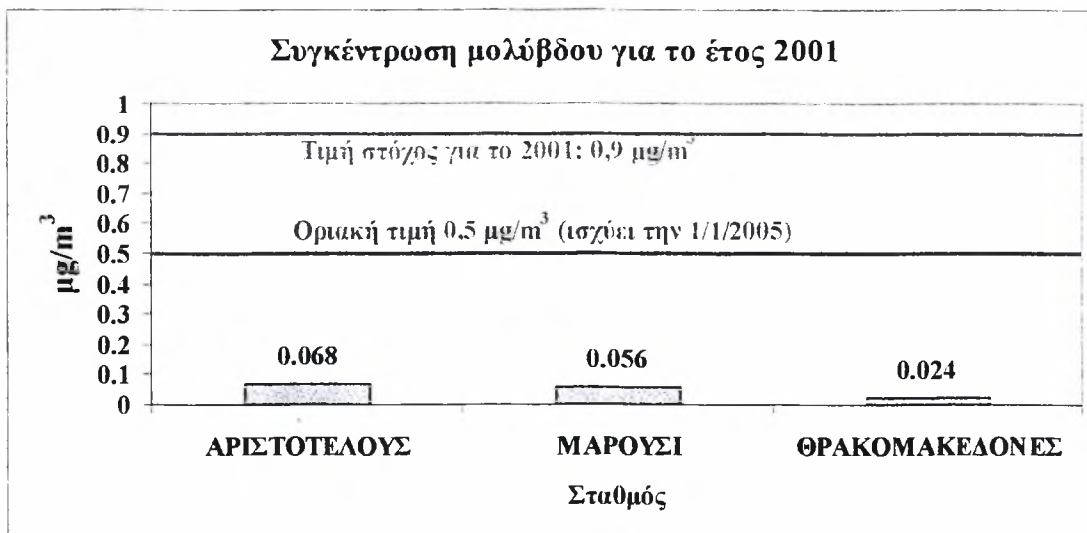 Συγκέντρωση μολύβδου για το έτος 2001
1
0.9
Τιμή στόχος για το 2001: 0,9 μg/m³
0.8
0.7
0.6
Οριακή τιμή 0.5 μg/m³ (ισχύει την 1/1/2005)
0.5
0.4
0.3
0.2
0.1
0
μg/m³
0.068
0.056
0.024
ΑΡΙΣΤΟΤΕΛΟΥΣ
ΜΑΡΟΥΣΙ
ΘΡΑΚΟΜΑΚΕΔΟΝΕΣ
Σταθμός